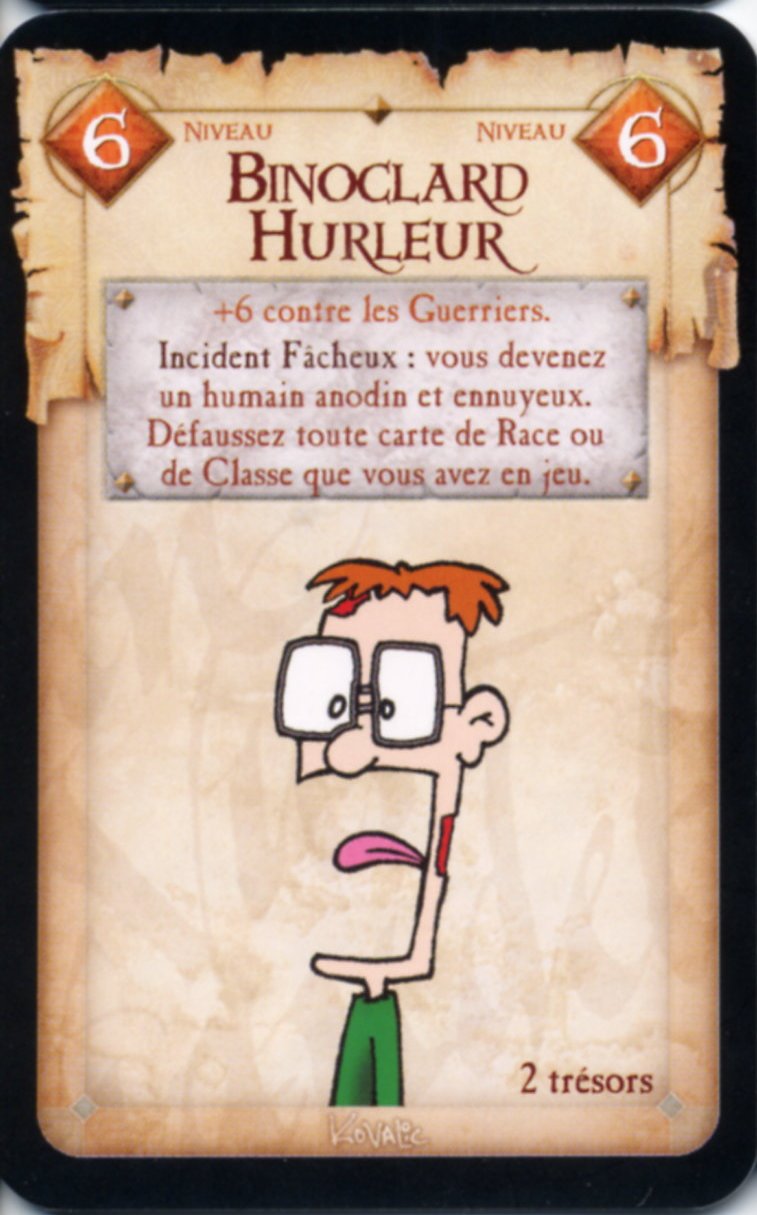 6 NIVEAU NIVEAU 6
BINOCLARD
HURLEUR
+6 contre les Guerriers.
Incident Fâcheux : vous devenez
un humain anodin et ennuyeux.
Défaussez toute carte de Race ou
de Classe que vous avez en jeu.
2 trésors
KOVALIC